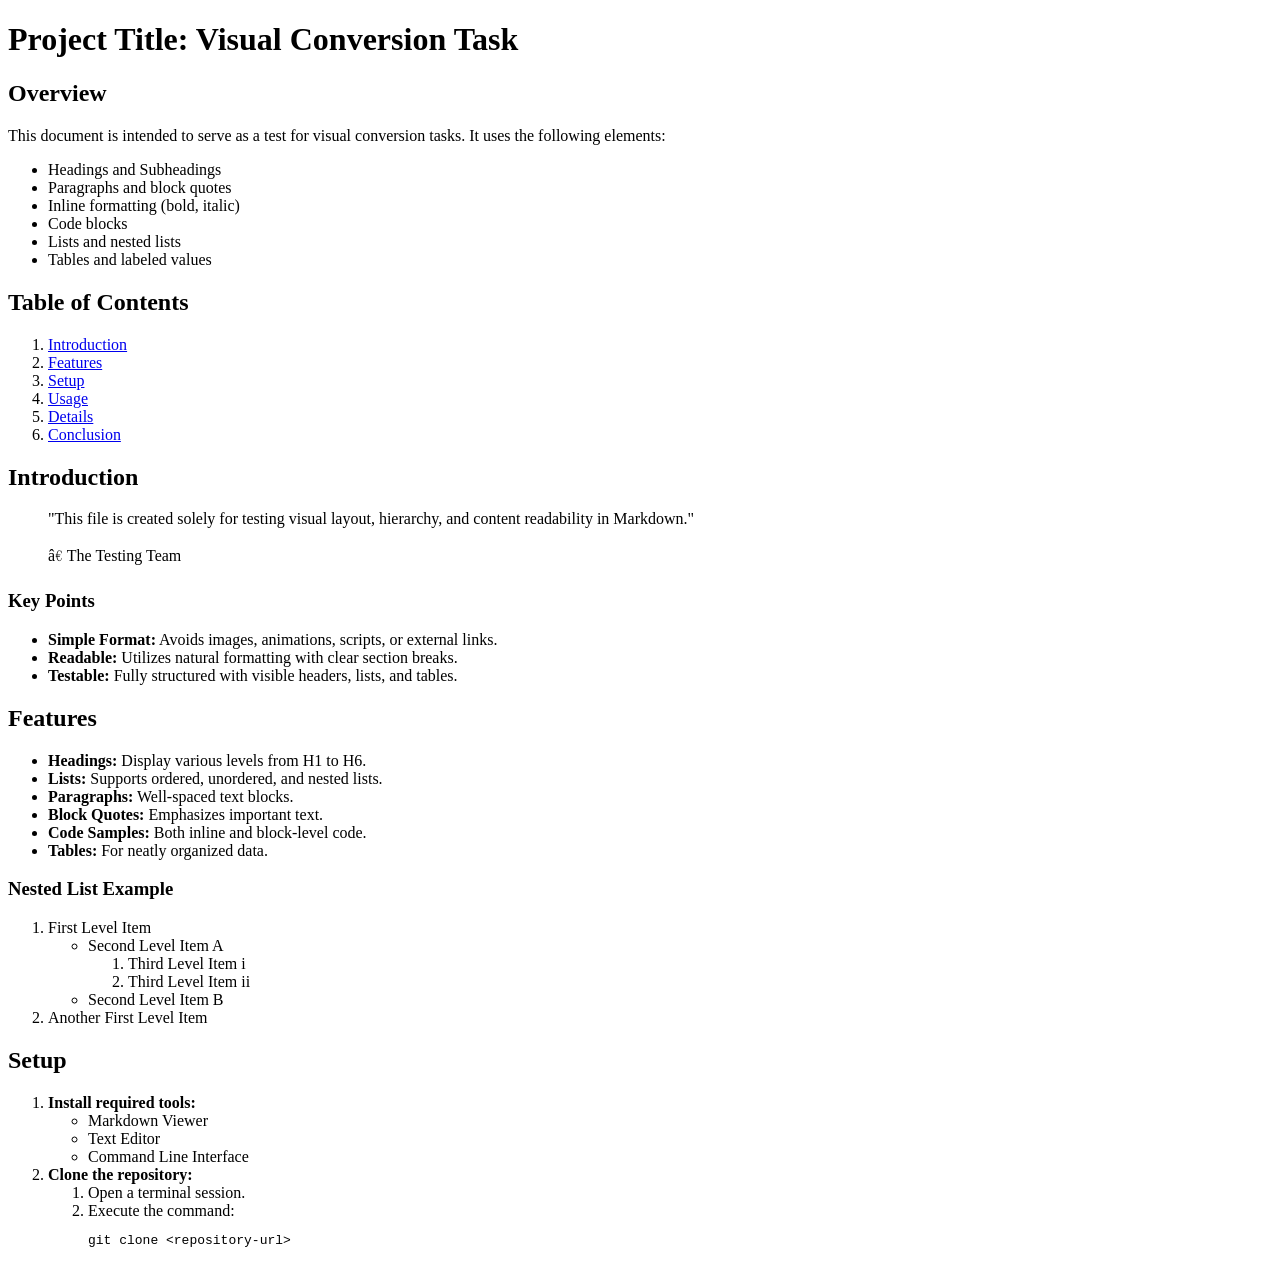 Project Title: Visual Conversion Task
Overview
This document is intended to serve as a test for visual conversion tasks. It uses the following elements:
• Headings and Subheadings
• Paragraphs and block quotes
• Inline formatting (bold, italic)
• Code blocks
• Lists and nested lists
• Tables and labeled values
Table of Contents
1. Introduction
2. Features
3. Setup
4. Usage
5. Details
6. Conclusion
Introduction
"This file is created solely for testing visual layout, hierarchy, and content readability in Markdown."
â€ The Testing Team
Key Points
• Simple Format: Avoids images, animations, scripts, or external links.
• Readable: Utilizes natural formatting with clear section breaks.
• Testable: Fully structured with visible headers, lists, and tables.
Features
• Headings: Display various levels from H1 to H6.
• Lists: Supports ordered, unordered, and nested lists.
• Paragraphs: Well-spaced text blocks.
• Block Quotes: Emphasizes important text.
• Code Samples: Both inline and block-level code.
• Tables: For neatly organized data.
Nested List Example
1. First Level Item
◦ Second Level Item A
1. Third Level Item i
2. Third Level Item ii
◦ Second Level Item B
2. Another First Level Item
Setup
1. Install required tools:
◦ Markdown Viewer
◦ Text Editor
◦ Command Line Interface
2. Clone the repository:
1. Open a terminal session.
2. Execute the command:
git clone <repository-url>